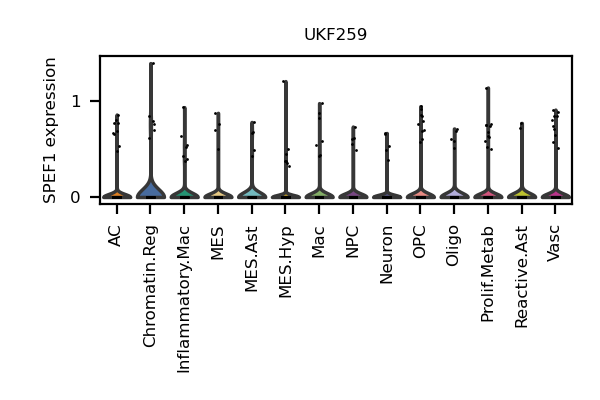 UKF259
SPEF1 expression
1
0
AC
Chromatin.Reg
Inflammatory.Mac
MES
MES.Ast
MES.Hyp
Mac
NPC
Neuron
OPC
Oligo
Prolif.Metab
Reactive.Ast
Vasc